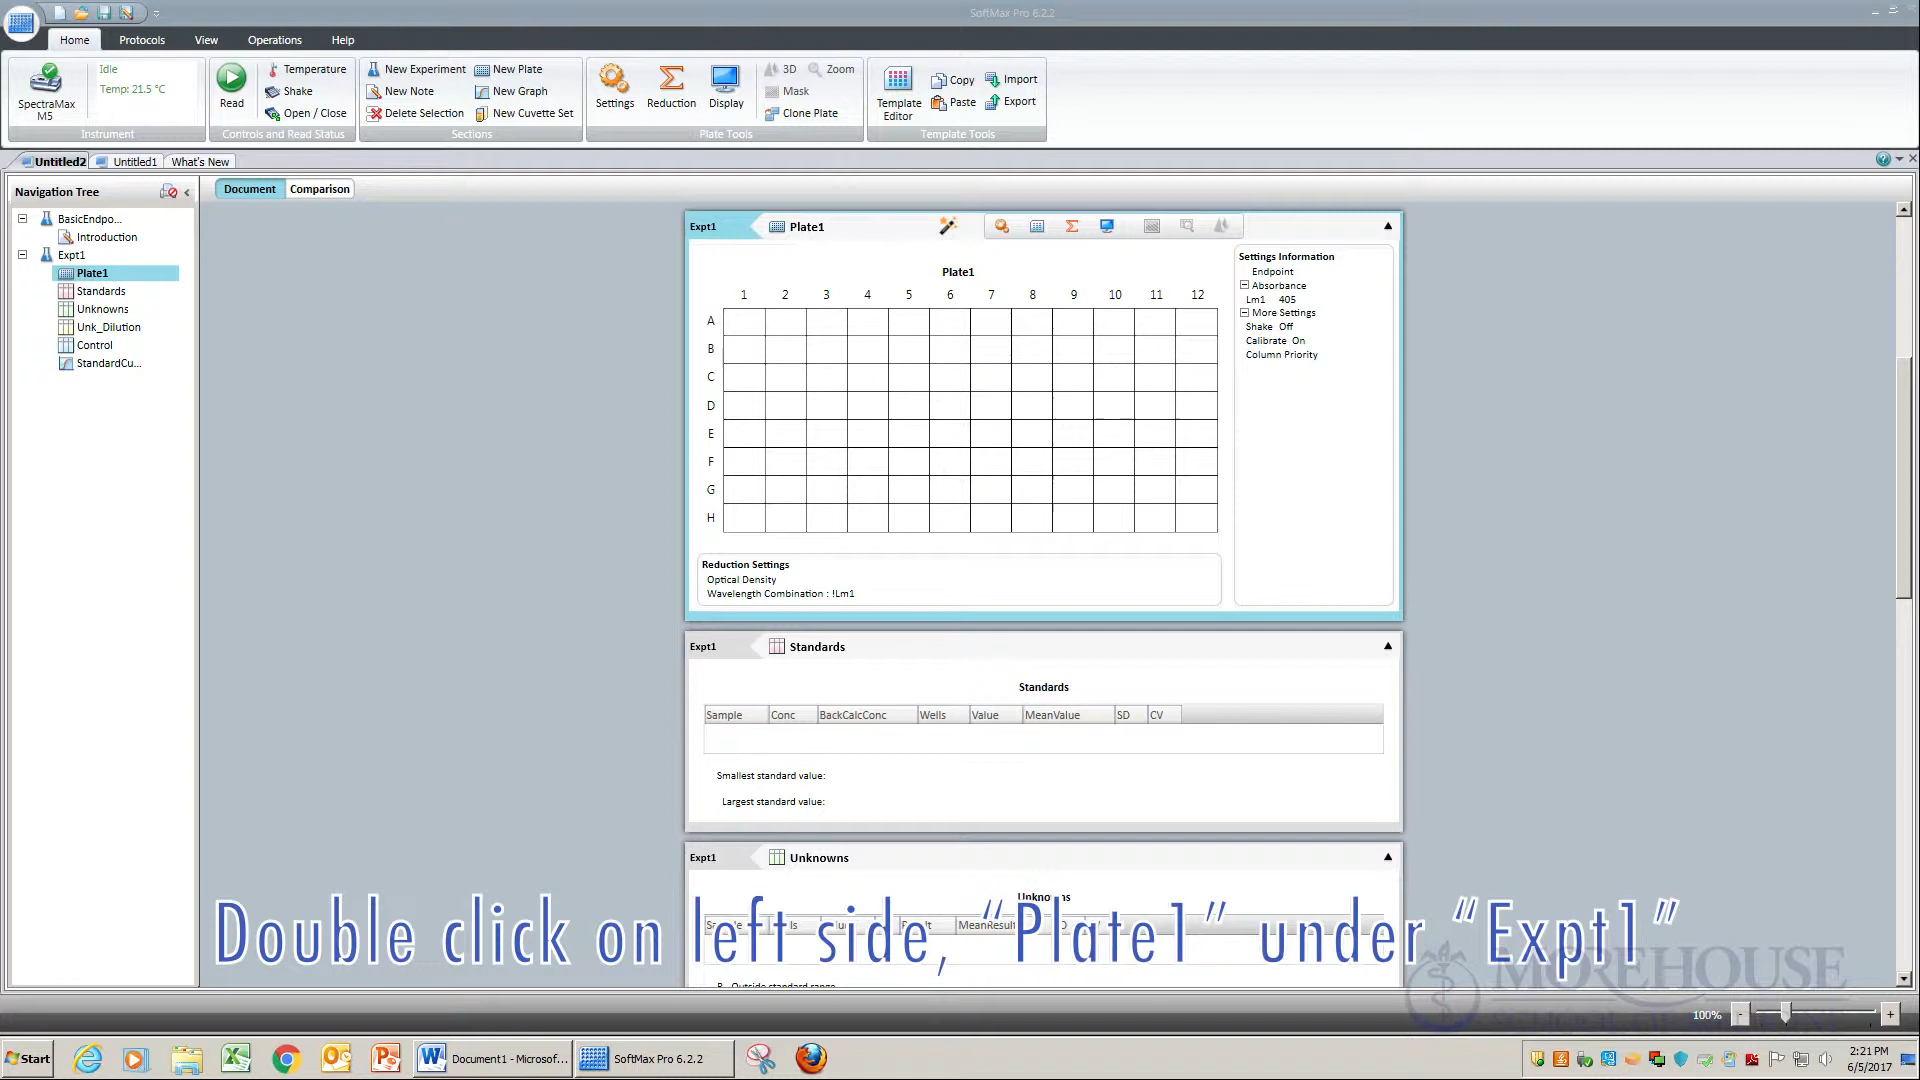 SoftMax Pro 6.2.2
Home Protocols View Operations Help
SpectraMax M5
Idle
Temp: 21.5 °C
Instrument
Read
Temperature
Shake
Open / Close
Controls and Read Status
New Experiment New Plate
New Note New Graph
Delete Selection New Cuvette Set
Sections
Settings Reduction Display
3D Zoom
Mask
Clone Plate
Plate Tools
Template Editor
Copy Import
Paste Export
Template Tools
Untitled2 Untitled1 What's New
Navigation Tree
Document Comparison
BasicEndpo...
Introduction
Expt1
Plate1
Standards
Unknowns
Unk_Dilution
Control
StandardCu...
Expt1 Plate1
Plate1
1 2 3 4 5 6 7 8 9 10 11 12
A
B
C
D
E
F
G
H
Settings Information
Endpoint
Absorbance
Lm1 405
More Settings
Shake Off
Calibrate On
Column Priority
Reduction Settings
Optical Density
Wavelength Combination : !Lm1
Expt1 Standards
Standards
Sample Conc BackCalcConc Wells Value MeanValue SD CV
Smallest standard value:
Largest standard value:
Expt1 Unknowns
Unknowns
MeanResult
Double click on left side, “Plate1” under “Expt1”
R - Outside standard range
MOREHOUSE
100% - +
Start
Document1 - Microsof...
SoftMax Pro 6.2.2
2:21 PM
6/5/2017